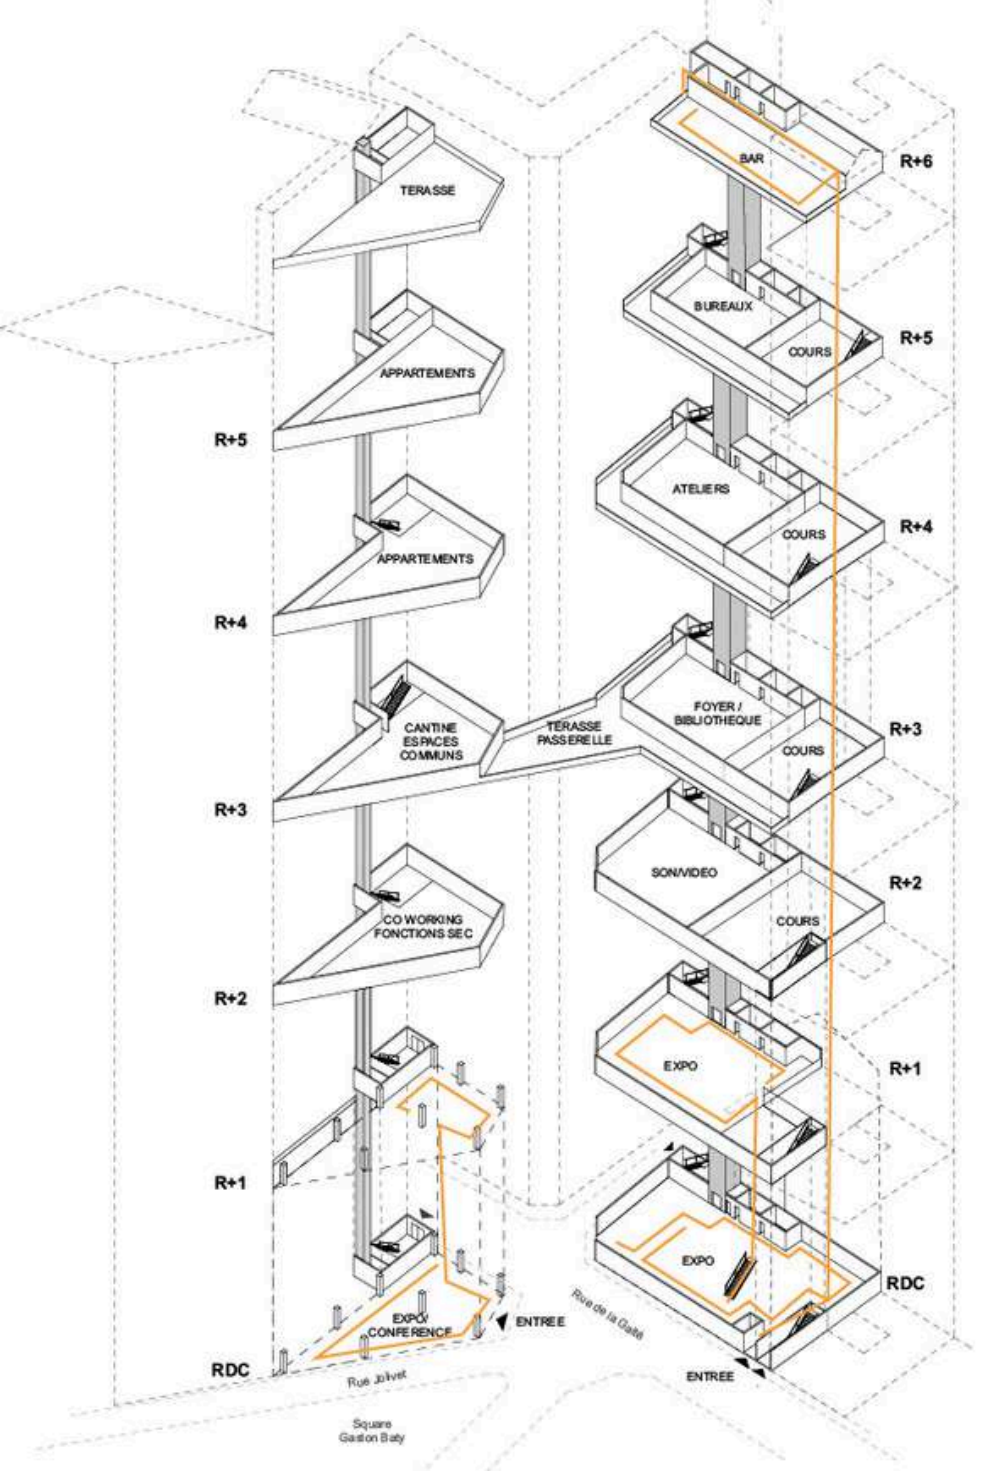 BAR
R+6
TERASSE
BUREAUX
COURS
R+5
APPARTEMENTS
R+5
ATELIERS
COURS
R+4
APPARTEMENTS
R+4
FOYER /
BIBLIOTHEQUE
COURS
R+3
TERASSE
PASSERELLE
CANTINE
ESPACES
COMMUNS
R+3
SON/VIDEO
COURS
R+2
CO WORKING
FONCTIONS SEC
R+2
EXPO
R+1
R+1
EXPO
RDC
EXPO/
CONFERENCE
ENTREE
Rue de la Gaîté
RDC
Rue Jolivet
ENTREE
Square
Gaston Baty